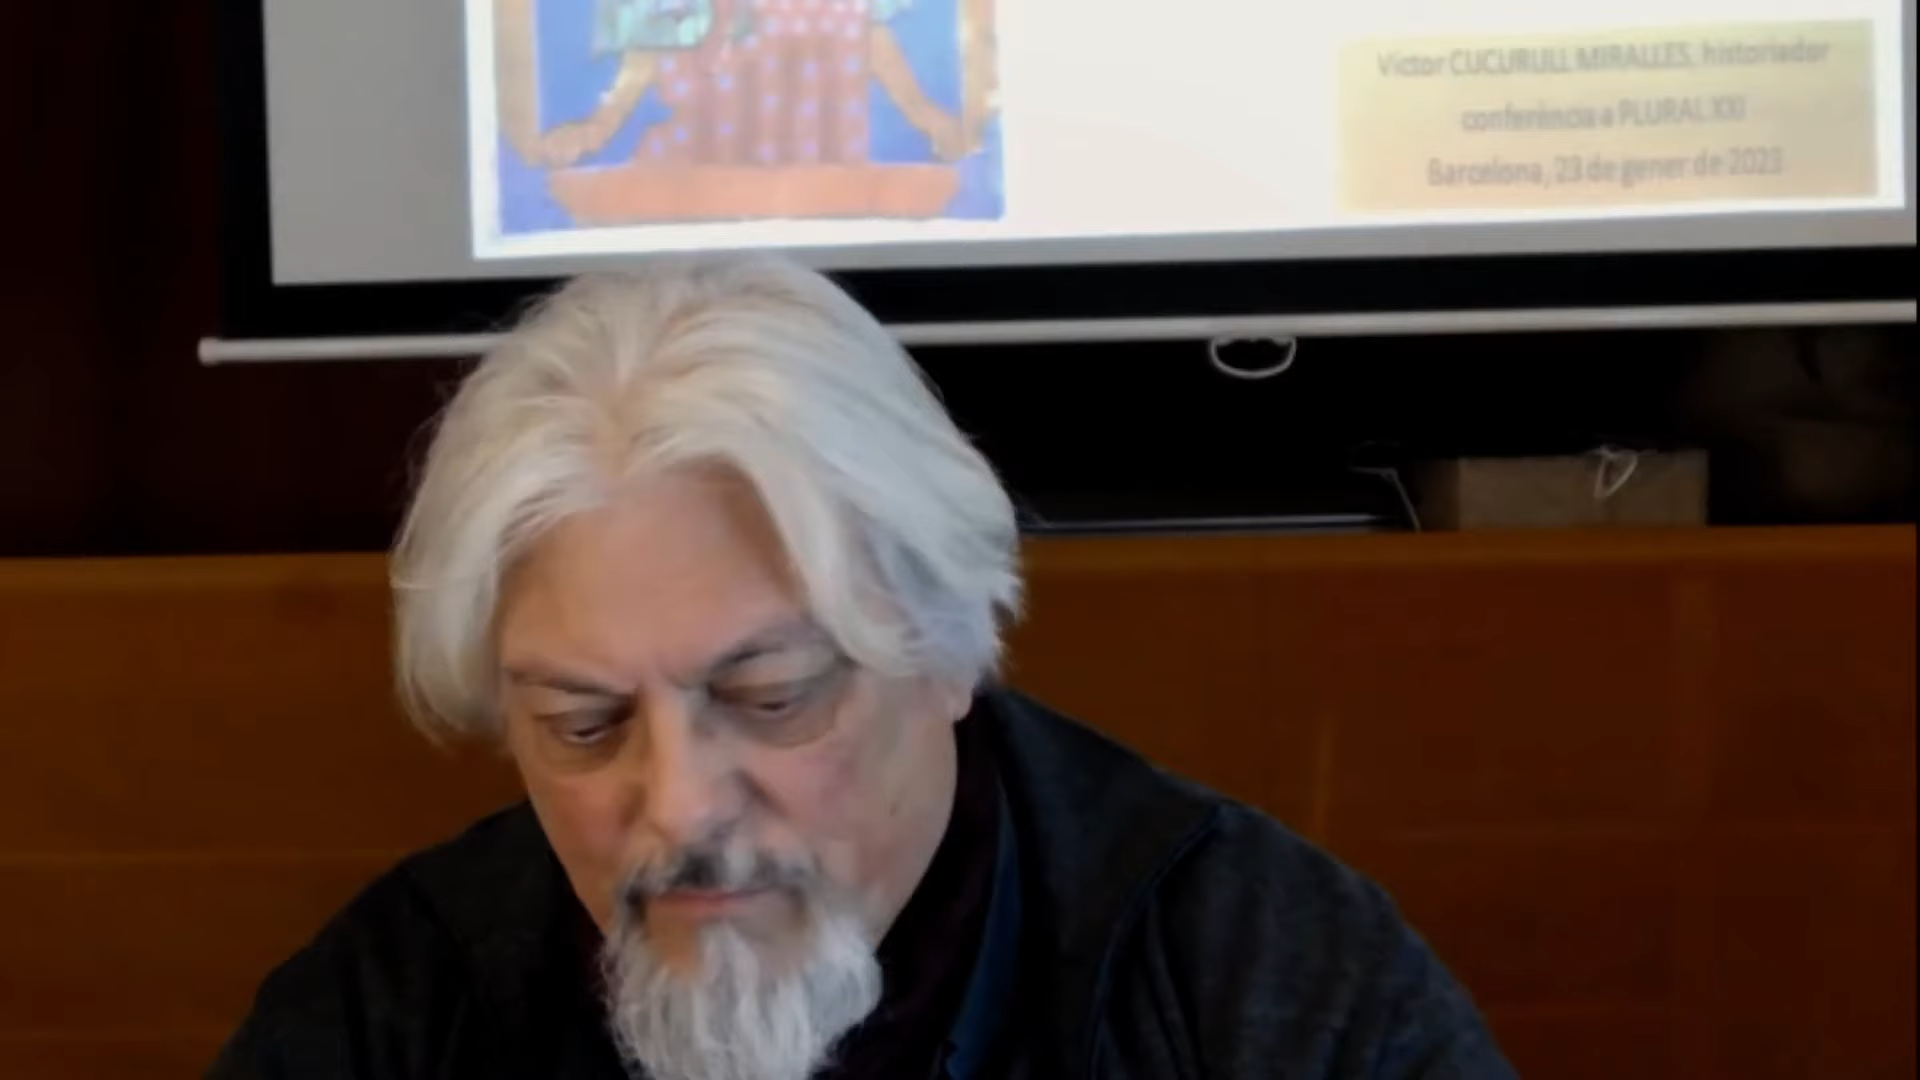 Víctor CUCURULL MIRALLES, historiador
conferència a PLURAL XXI
Barcelona, 23 de gener de 2023